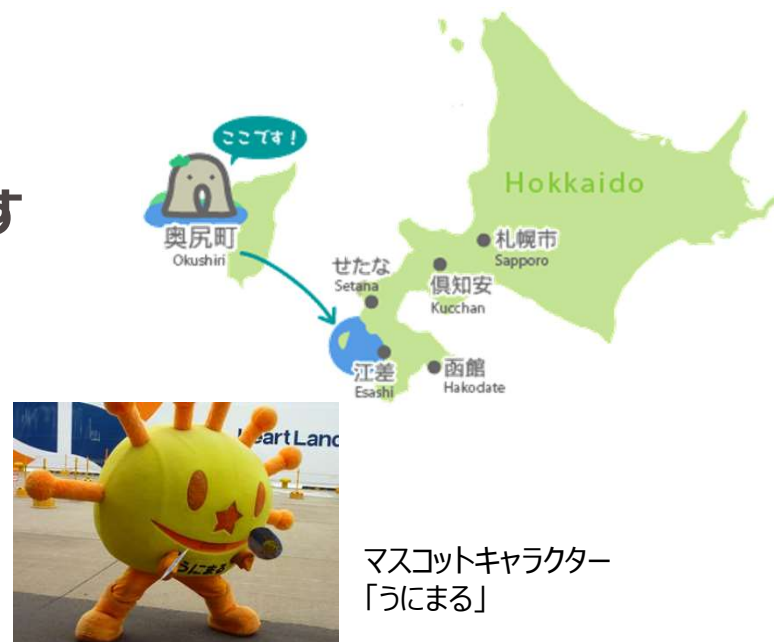 ここです!
す
奥尻町
Okushiri
Hokkaido
札幌市
Sapporo
せたな
Setana
倶知安
Kucchan
江差
Esashi
函館
Hakodate
eart Lanc
うにまる
マスコットキャラクター
「うにまる」